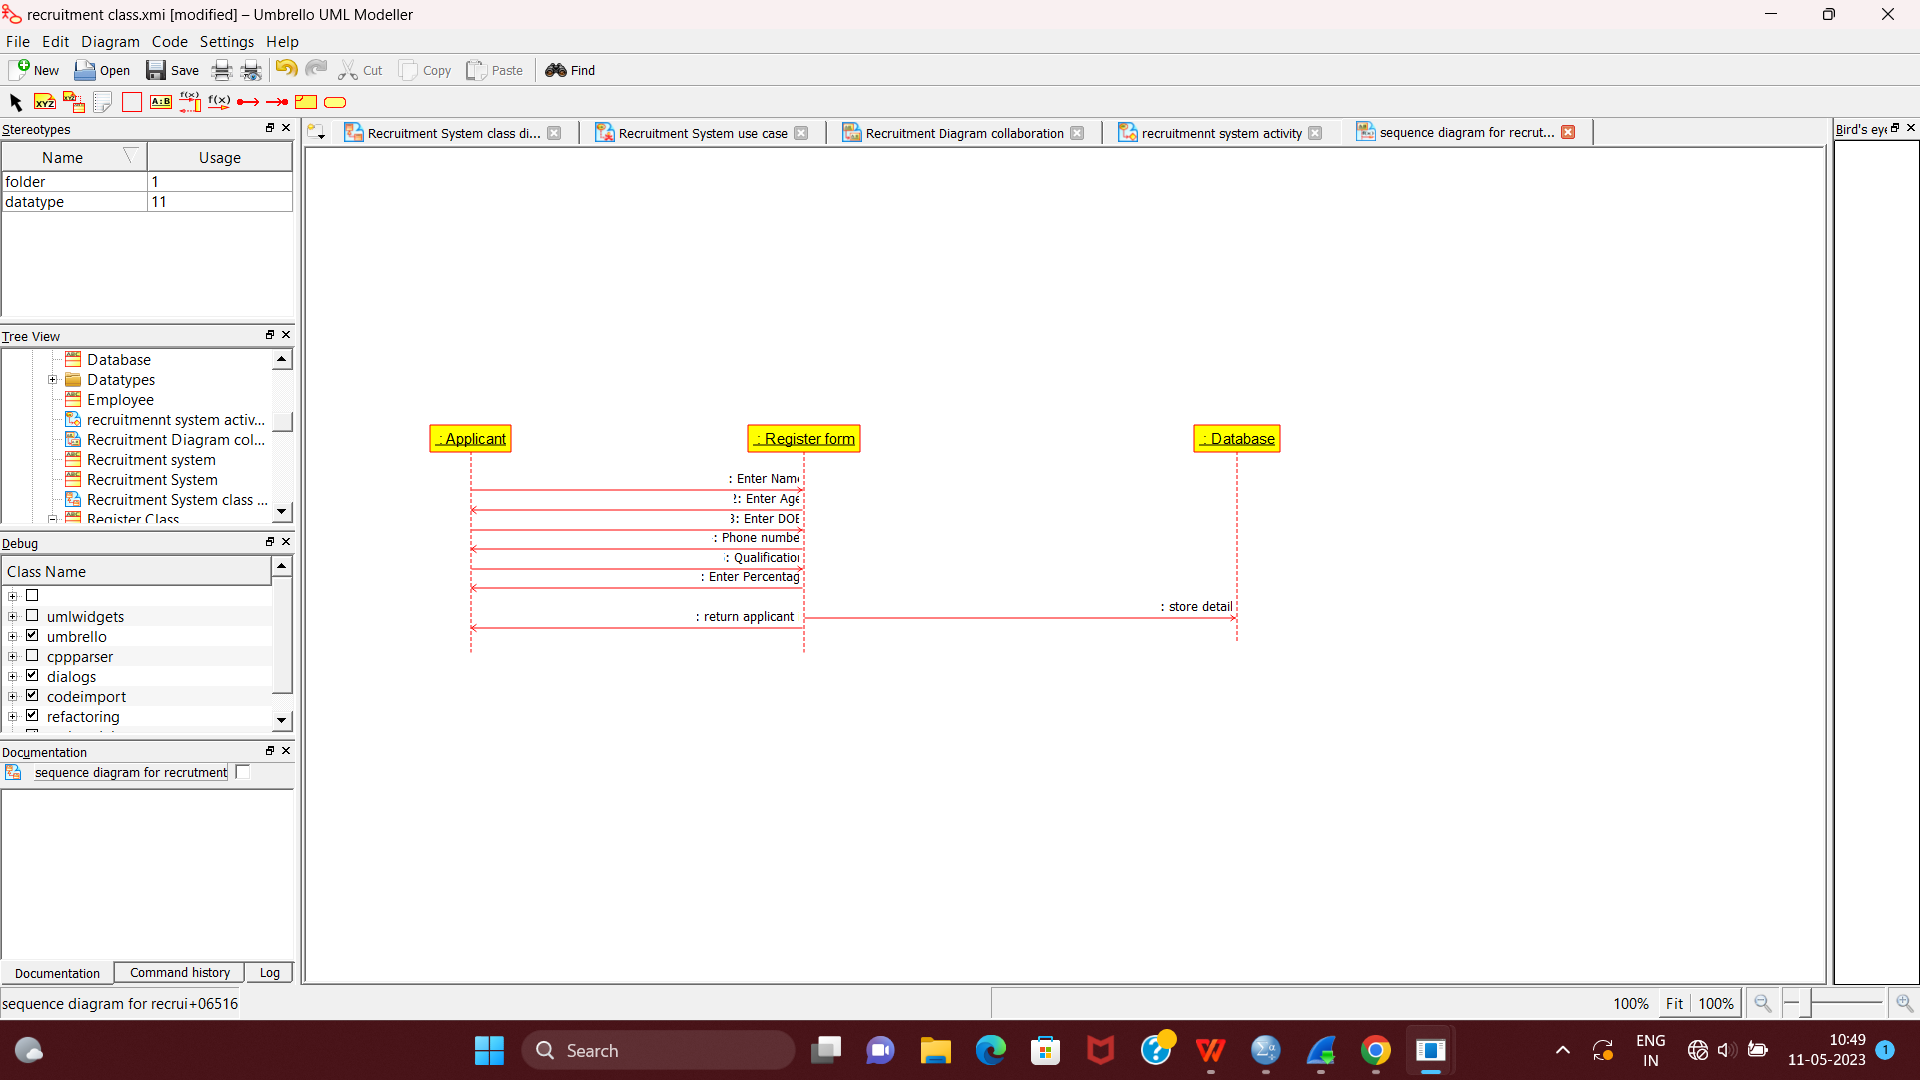 recruitment class.xmi [modified] – Umbrello UML Modeller
File Edit Diagram Code Settings Help
New Open Save Cut Copy Paste Find
XYZ A:B f(x) f(x)
Stereotypes
Name Usage
folder 1
datatype 11
Recruitment System class di... Recruitment System use case Recruitment Diagram collaboration recruitmennt system activity sequence diagram for recrut...
Bird's eye
Tree View
Database
Datatypes
Employee
recruitmennt system activ...
Recruitment Diagram col...
Recruitment system
Recruitment System
Recruitment System class ...
Register Class
Debug
Class Name
umlwidgets
umbrello
cppparser
dialogs
codeimport
refactoring
Documentation
sequence diagram for recrutment
Documentation Command history Log
: Applicant : Register form : Database
: Enter Name
2: Enter Age
3: Enter DOB
: Phone numbe
: Qualification
: Enter Percentag
: store detail
: return applicant
sequence diagram for recrui+06516
100% Fit 100%
Search
ENG
IN
10:49
11-05-2023
1